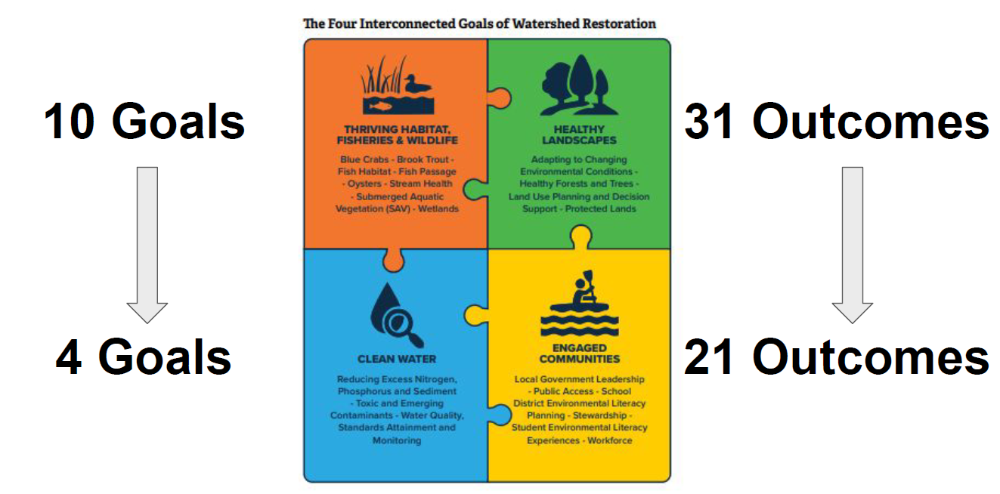 The Four Interconnected Goals of Watershed Restoration
10 Goals
4 Goals
THRIVING HABITAT,
FISHERIES & WILDLIFE
Blue Crabs - Brook Trout -
Fish Habitat - Fish Passage
- Oysters - Stream Health
- Submerged Aquatic
Vegetation (SAV) - Wetlands
HEALTHY
LANDSCAPES
Adapting to Changing
Environmental Conditions -
Healthy Forests and Trees -
Land Use Planning and Decision
Support - Protected Lands
CLEAN WATER
Reducing Excess Nitrogen,
Phosphorus and Sediment
- Toxic and Emerging
Contaminants - Water Quality,
Standards Attainment and
Monitoring
ENGAGED
COMMUNITIES
Local Government Leadership
- Public Access - School
District Environmental Literacy
Planning - Stewardship -
Student Environmental Literacy
Experiences - Workforce
31 Outcomes
21 Outcomes